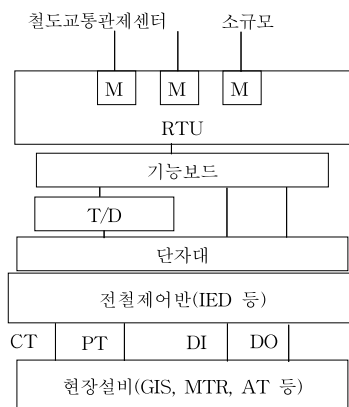 철도교통관제센터 소규모
M M M
RTU
기능보드
T/D
단자대
전철제어반(IED 등)
CT PT DI DO
현장설비(GIS, MTR, AT 등)